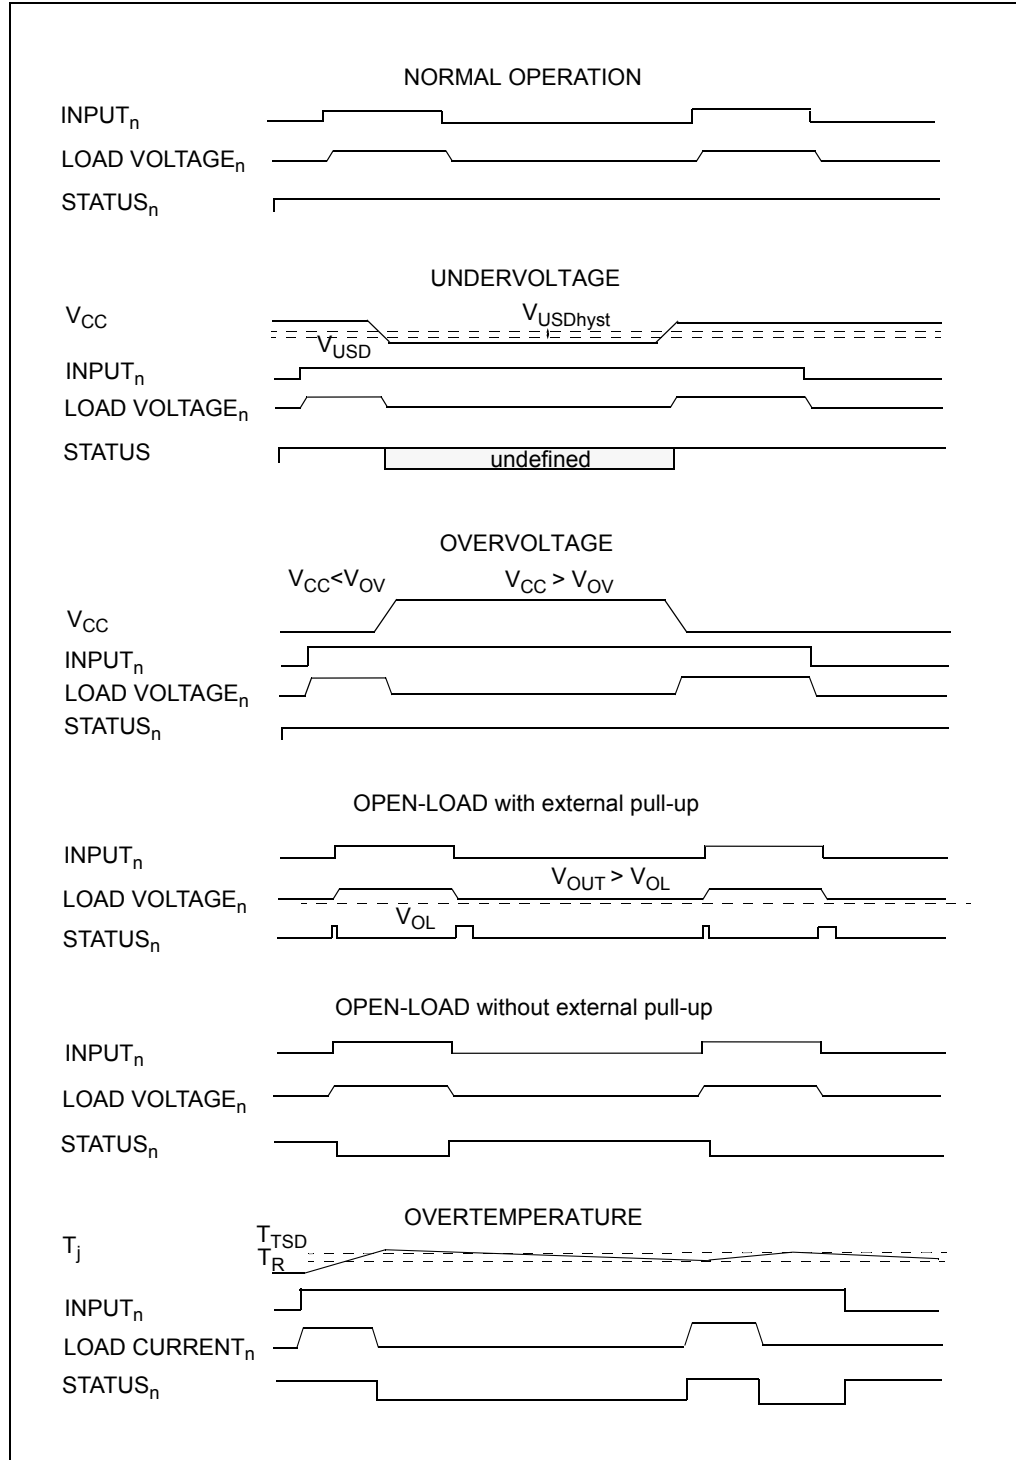 NORMAL OPERATION
INPUTn
LOAD VOLTAGEn
STATUSn
UNDERVOLTAGE
VCC
VUSDhyst
VUSD
INPUTn
LOAD VOLTAGEn
STATUS
undefined
OVERVOLTAGE
VCC<VOV
VCC > VOV
VCC
INPUTn
LOAD VOLTAGEn
STATUSn
OPEN-LOAD with external pull-up
INPUTn
VOUT > VOL
LOAD VOLTAGEn
VOL
STATUSn
OPEN-LOAD without external pull-up
INPUTn
LOAD VOLTAGEn
STATUSn
OVERTEMPERATURE
Tj
TTSD
TR
INPUTn
LOAD CURRENTn
STATUSn